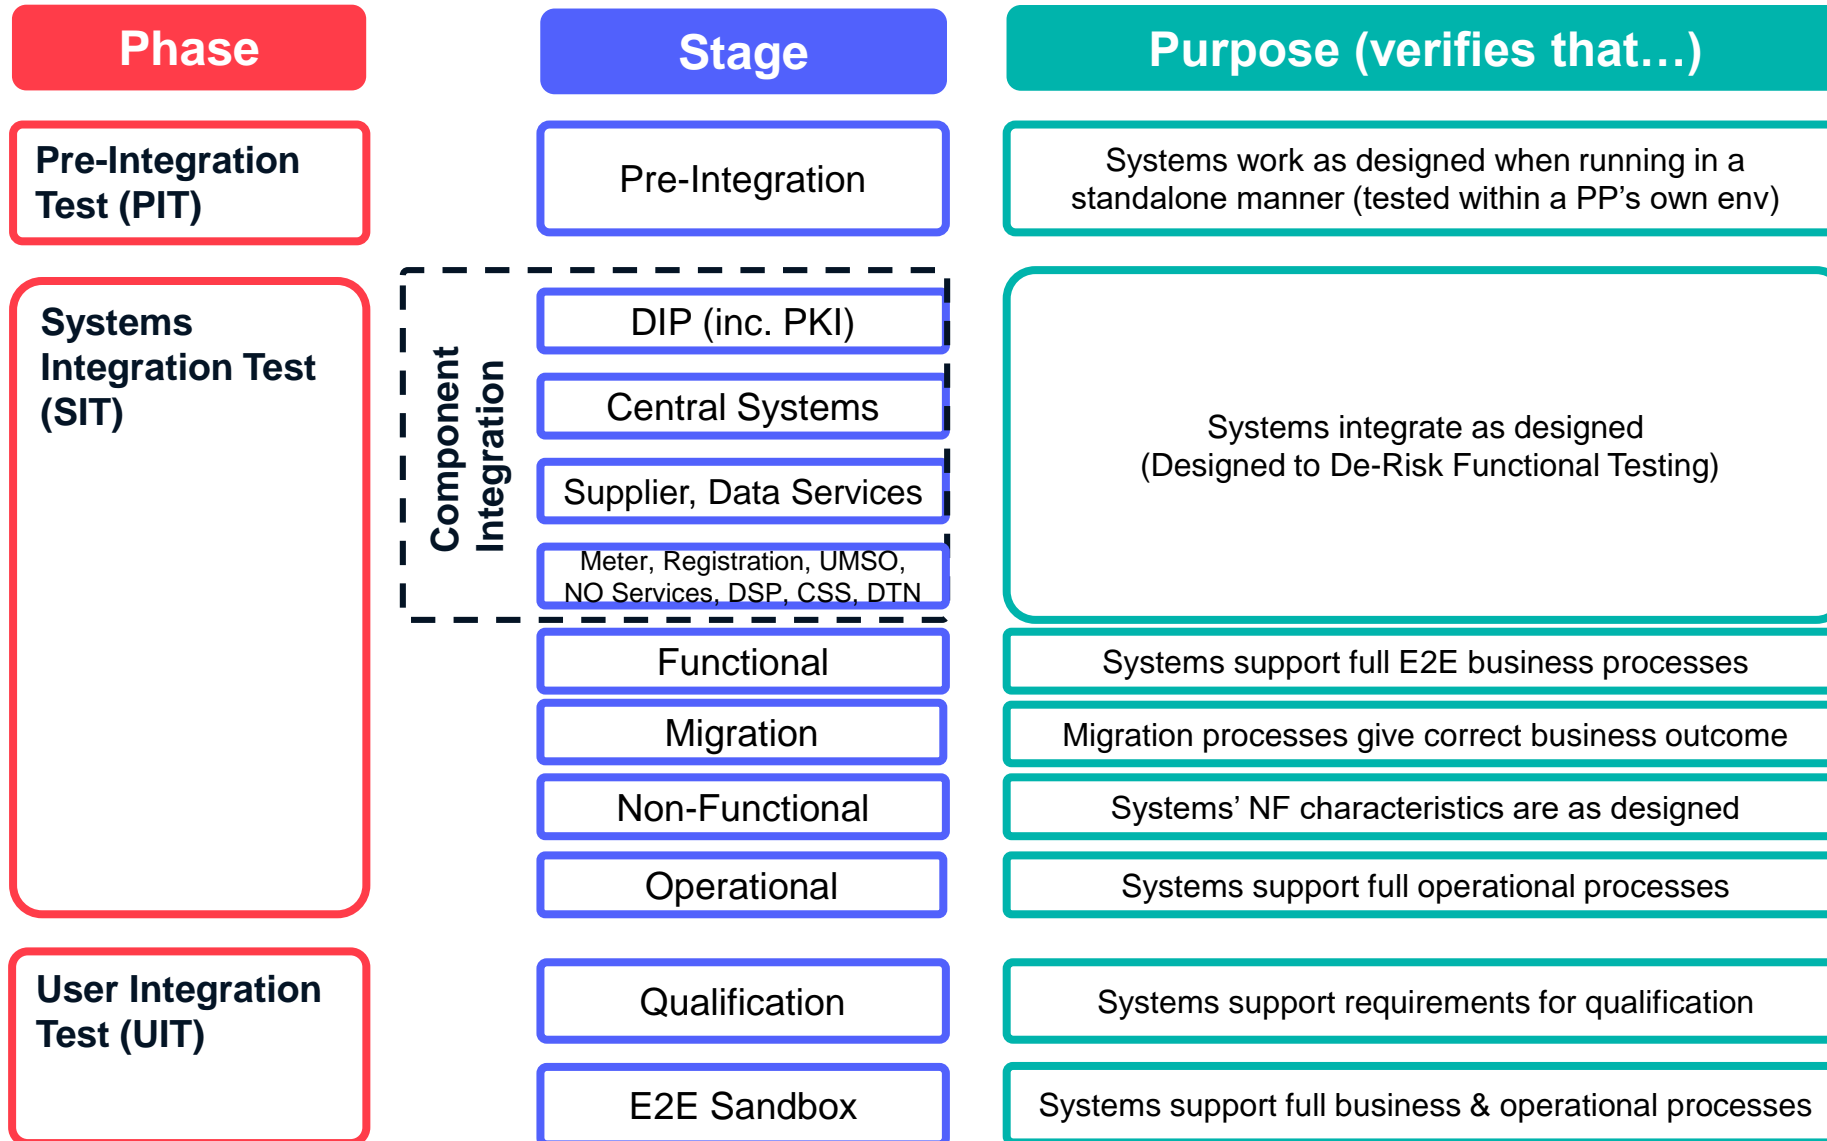 Phase
Stage
Purpose (verifies that…)
Pre-Integration
Test (PIT)
Pre-Integration
Systems work as designed when running in a
standalone manner (tested within a PP's own env)
Systems
Integration Test
(SIT)
Component
Integration
DIP (inc. PKI)
Central Systems
Supplier, Data Services
Meter, Registration, UMSO,
NO Services, DSP, CSS, DTN
Systems integrate as designed
(Designed to De-Risk Functional Testing)
Functional
Systems support full E2E business processes
Migration
Migration processes give correct business outcome
Non-Functional
Systems' NF characteristics are as designed
Operational
Systems support full operational processes
User Integration
Test (UIT)
Qualification
Systems support requirements for qualification
E2E Sandbox
Systems support full business & operational processes